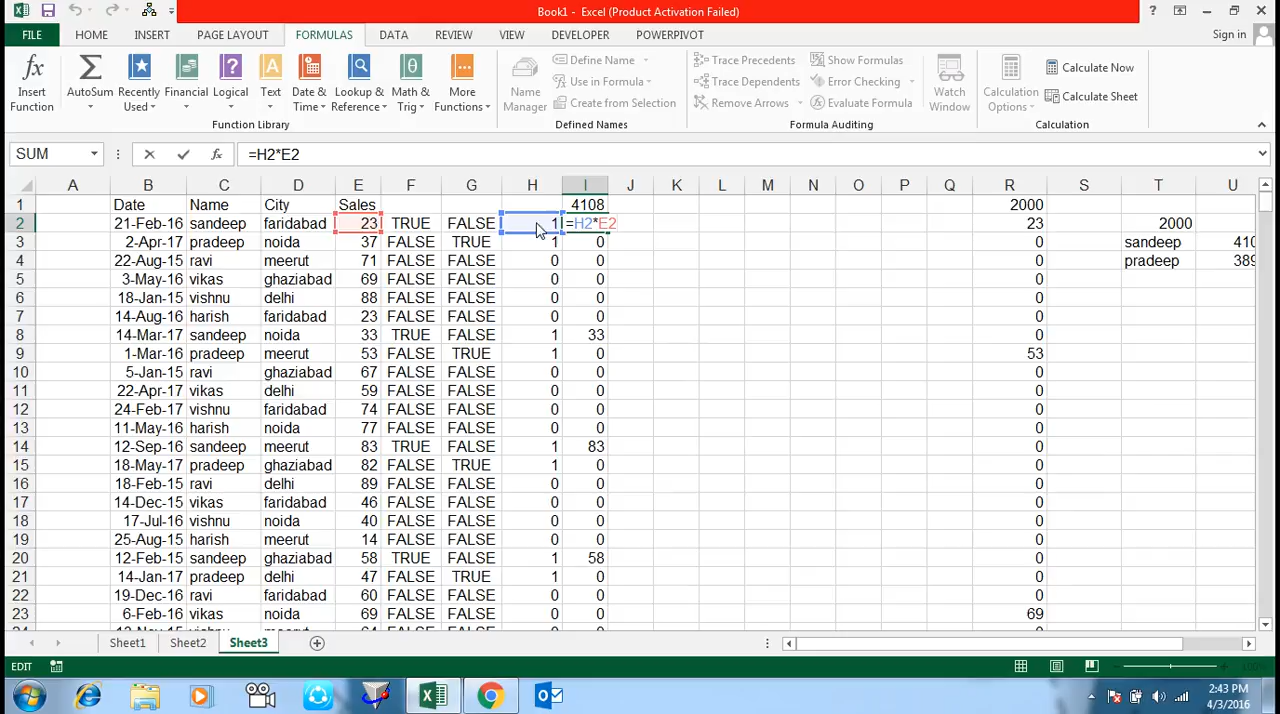 Book1 - Excel (Product Activation Failed)
FILE HOME INSERT PAGE LAYOUT FORMULAS DATA REVIEW VIEW DEVELOPER POWERPIVOT Sign in
fx Σ ? A θ
Insert Function AutoSum Recently Used Financial Logical Text Date & Time Lookup & Reference Math & Trig More Functions
Function Library
Name Manager
Define Name
Use in Formula
Create from Selection
Defined Names
Trace Precedents Show Formulas
Trace Dependents Error Checking
Remove Arrows Evaluate Formula
Watch Window
Formula Auditing
Calculation Options
Calculate Now
Calculate Sheet
Calculation
SUM fx =H2*E2
A B C D E F G H I J K L M N O P Q R S T U
1 Date Name City Sales 4108 2000
2 21-Feb-16 sandeep faridabad 23 TRUE FALSE 1 =H2*E2 23 2000
3 2-Apr-17 pradeep noida 37 FALSE TRUE 1 0 0 sandeep 410
4 22-Aug-15 ravi meerut 71 FALSE FALSE 0 0 0 pradeep 389
5 3-May-16 vikas ghaziabad 69 FALSE FALSE 0 0 0
6 18-Jan-15 vishnu delhi 88 FALSE FALSE 0 0 0
7 14-Aug-16 harish faridabad 23 FALSE FALSE 0 0 0
8 14-Mar-17 sandeep noida 33 TRUE FALSE 1 33 0
9 1-Mar-16 pradeep meerut 53 FALSE TRUE 1 0 53
10 5-Jan-15 ravi ghaziabad 67 FALSE FALSE 0 0 0
11 22-Apr-17 vikas delhi 59 FALSE FALSE 0 0 0
12 24-Feb-17 vishnu faridabad 74 FALSE FALSE 0 0 0
13 11-May-16 harish noida 77 FALSE FALSE 0 0 0
14 12-Sep-16 sandeep meerut 83 TRUE FALSE 1 83 0
15 18-May-17 pradeep ghaziabad 82 FALSE TRUE 1 0 0
16 18-Feb-15 ravi delhi 89 FALSE FALSE 0 0 0
17 14-Dec-15 vikas faridabad 46 FALSE FALSE 0 0 0
18 17-Jul-16 vishnu noida 40 FALSE FALSE 0 0 0
19 25-Aug-15 harish meerut 14 FALSE FALSE 0 0 0
20 12-Feb-15 sandeep ghaziabad 58 TRUE FALSE 1 58 0
21 14-Jan-17 pradeep delhi 47 FALSE TRUE 1 0 0
22 19-Dec-16 ravi faridabad 60 FALSE FALSE 0 0 0
23 6-Feb-16 vikas noida 69 FALSE FALSE 0 0 69
Sheet1 Sheet2 Sheet3
EDIT
2:43 PM
4/3/2016